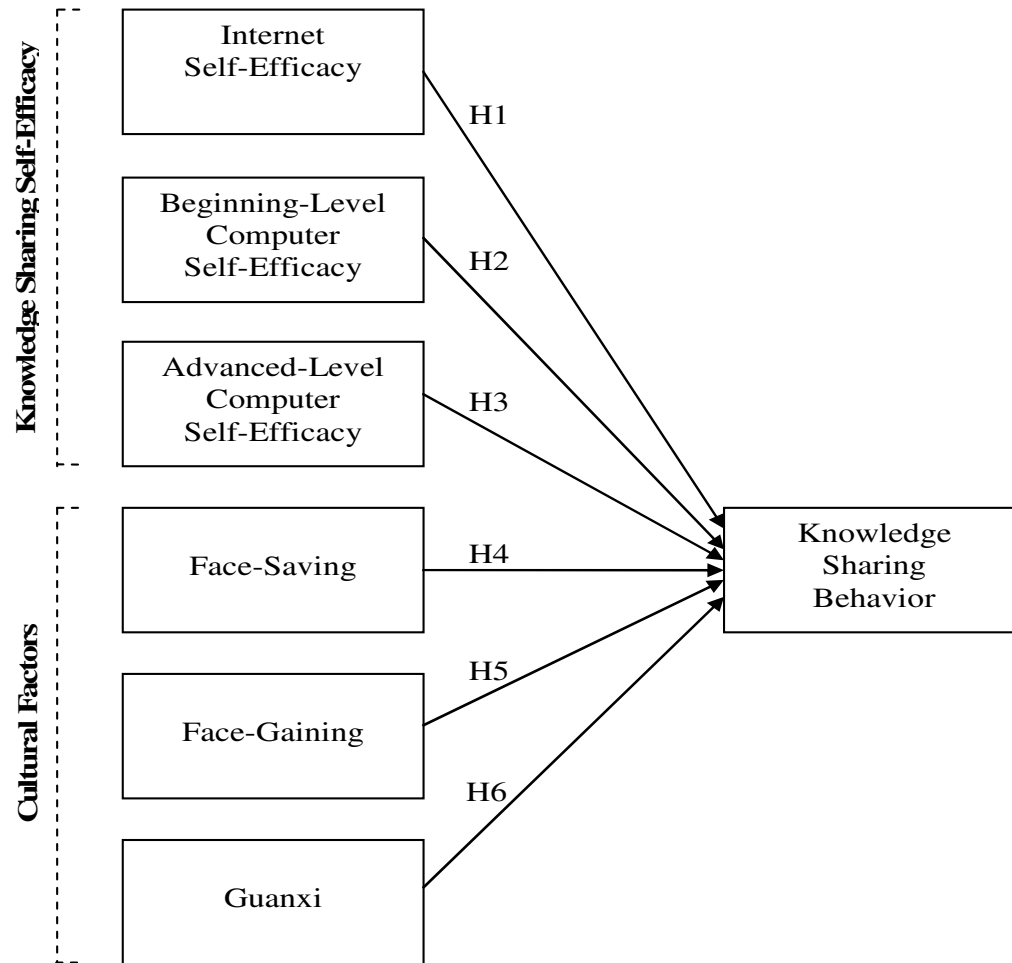 Knowledge Sharing Self-Efficacy
Internet
Self-Efficacy
H1
Beginning-Level
Computer
Self-Efficacy
H2
Advanced-Level
Computer
Self-Efficacy
H3
Cultural Factors
Face-Saving
H4
Face-Gaining
H5
Guanxi
H6
Knowledge
Sharing
Behavior